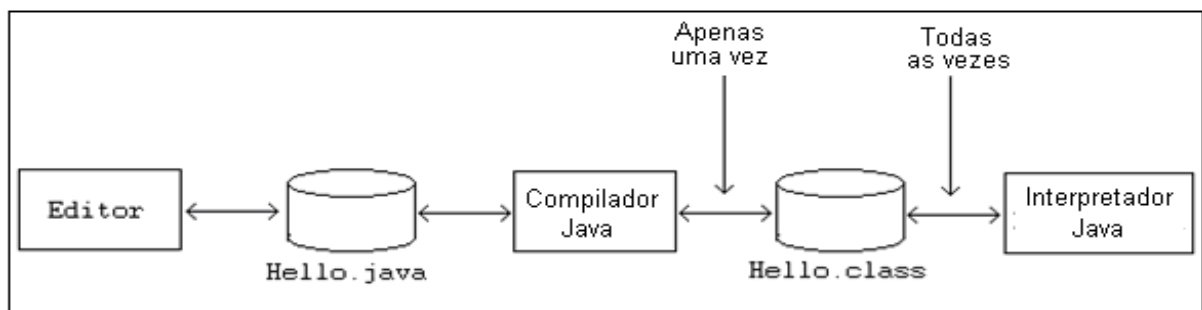 Apenas
uma vez
Todas
as vezes
Editor
Hello.java
Compilador
Java
Hello.class
Interpretador
Java